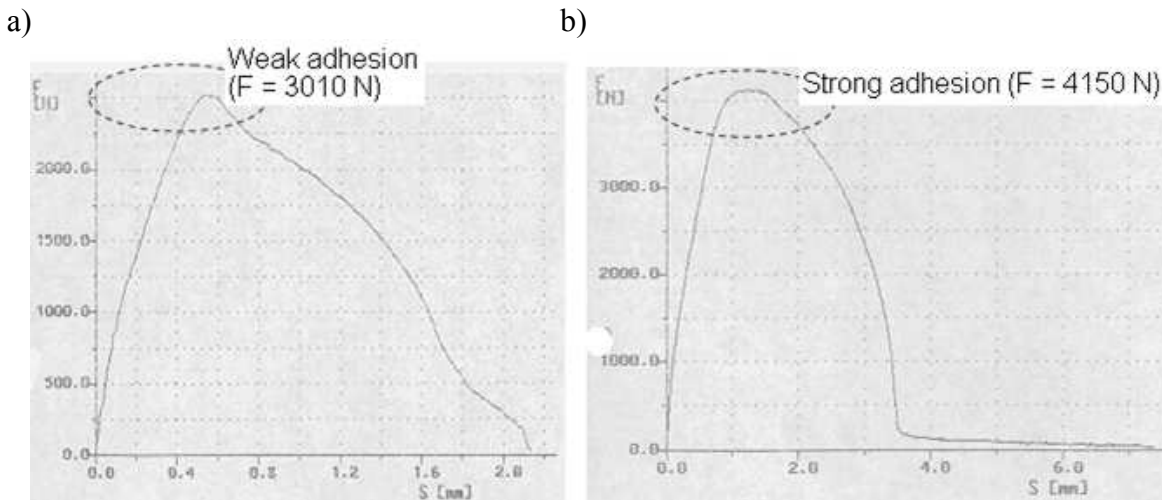 a)
Weak adhesion
(F = 3010 N)
F
[N]
2000.0
1500.0
1000.0
500.0
0.0
0.0 0.4 0.8 1.2 1.6 2.0
S [mm]
b)
Strong adhesion (F = 4150 N)
F
[N]
3000.0
2000.0
1000.0
0.0
0.0 2.0 4.0 6.0
S [mm]